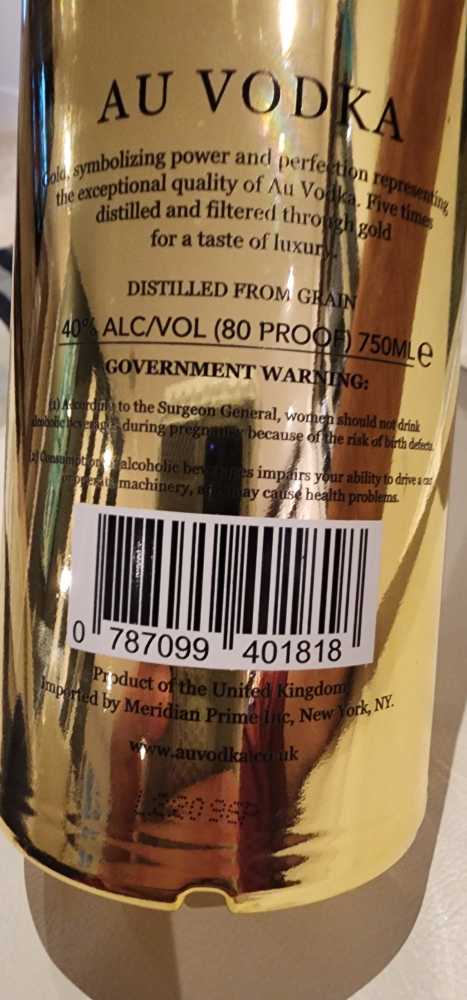 AU VODKA
Gold, symbolizing power and perfection representing
the exceptional quality of Au Vodka. Five times
distilled and filtered through gold
for a taste of luxury.
DISTILLED FROM GRAIN
40% ALC/VOL (80 PROOF) 750MLe
GOVERNMENT WARNING:
(1) According to the Surgeon General, women should not drink
alcoholic beverages during pregnancy because of the risk of birth defects.
(2) Consumption of alcoholic beverages impairs your ability to drive a car
or operate machinery, and may cause health problems.
0 787099 401818
Product of the United Kingdom
Imported by Meridian Prime Inc, New York, NY.
www.auvodka.co.uk